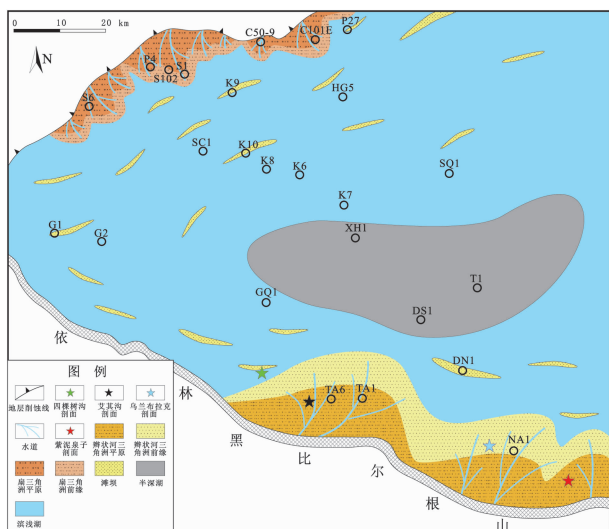 0 10 20 km
N
P27
C50-9
C101E
P4
S1
S102
S6
K9
HG5
SC1
K10
K8
K6
SQ1
K7
G1
G2
XH1
T1
GQ1
DS1
DN1
TA6
TA1
NA1
依
林
黑
比
尔
根
山
图 例
地层削蚀线
四棵树沟
剖面
艾其沟
剖面
乌兰布拉克
剖面
水道
紫泥泉子
剖面
辫状河三
角洲平原
辫状河三
角洲前缘
扇三角
洲平原
扇三角
洲前缘
滩坝
半深湖
滨浅湖